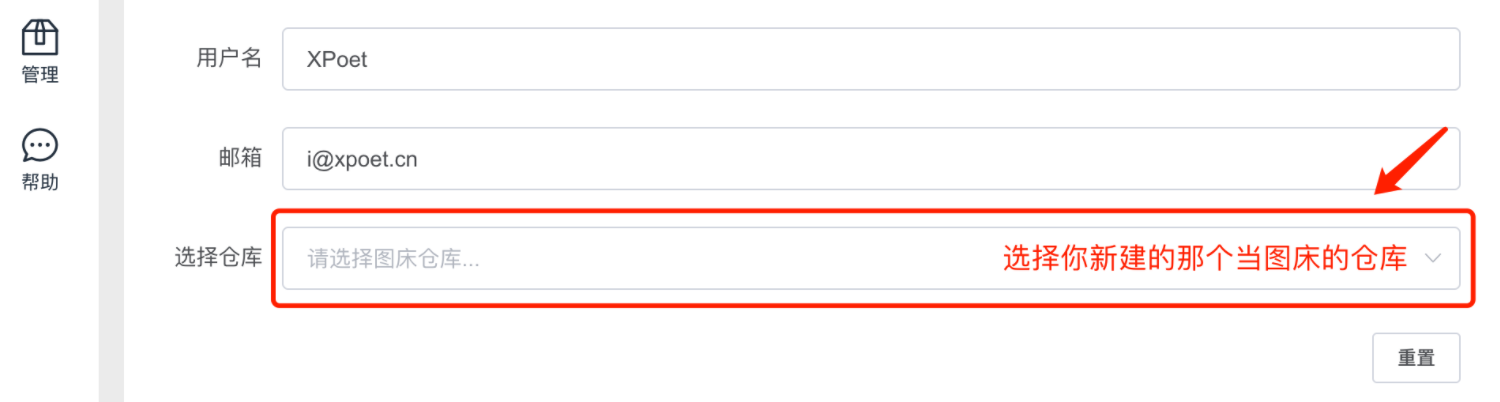 管理
帮助
用户名
XPoet
邮箱
i@xpoet.cn
选择仓库
请选择图床仓库...
选择你新建的那个当图床的仓库
重置